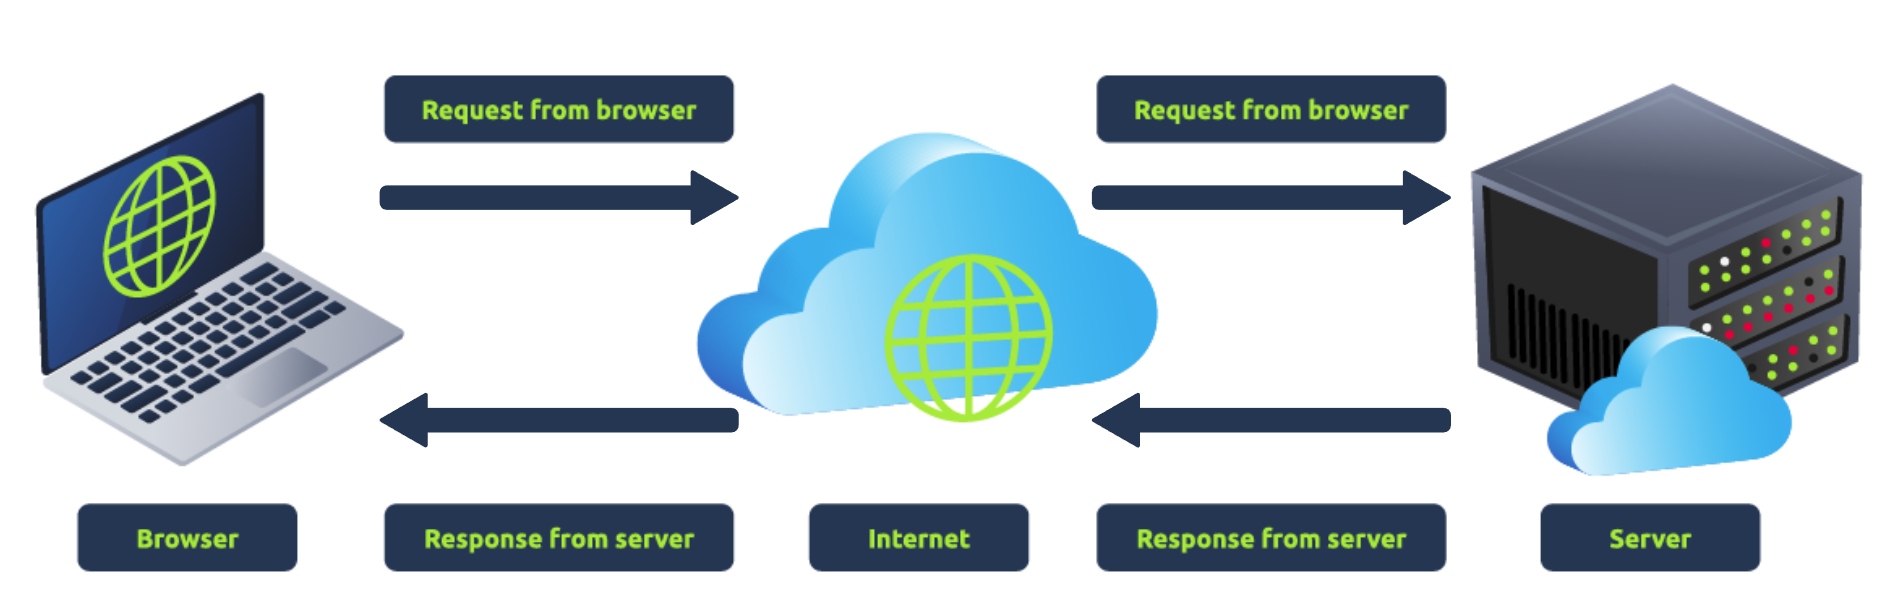 Request from browser
Request from browser
Browser
Response from server
Internet
Response from server
Server